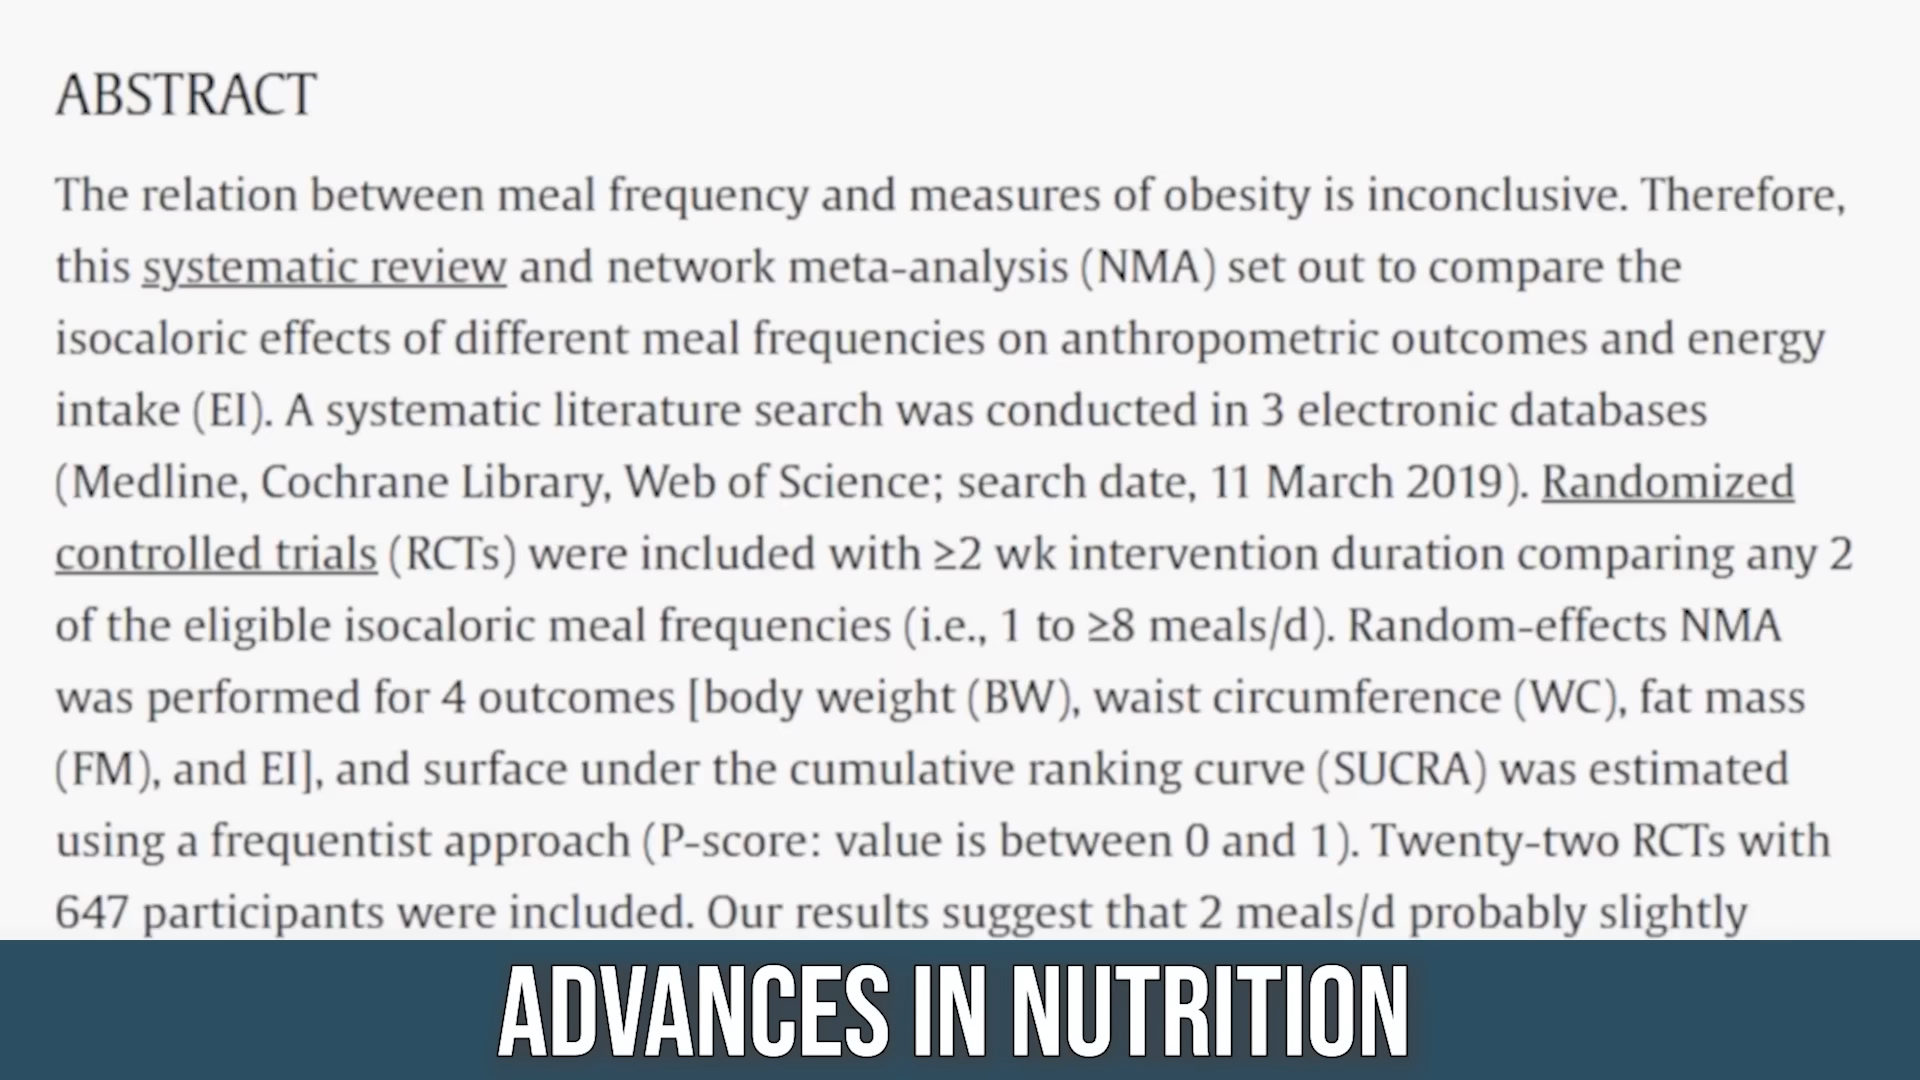 ABSTRACT
The relation between meal frequency and measures of obesity is inconclusive. Therefore,
this systematic review and network meta-analysis (NMA) set out to compare the
isocaloric effects of different meal frequencies on anthropometric outcomes and energy
intake (EI). A systematic literature search was conducted in 3 electronic databases
(Medline, Cochrane Library, Web of Science; search date, 11 March 2019). Randomized
controlled trials (RCTs) were included with ≥2 wk intervention duration comparing any 2
of the eligible isocaloric meal frequencies (i.e., 1 to ≥8 meals/d). Random-effects NMA
was performed for 4 outcomes [body weight (BW), waist circumference (WC), fat mass
(FM), and EI], and surface under the cumulative ranking curve (SUCRA) was estimated
using a frequentist approach (P-score: value is between 0 and 1). Twenty-two RCTs with
647 participants were included. Our results suggest that 2 meals/d probably slightly
ADVANCES IN NUTRITION